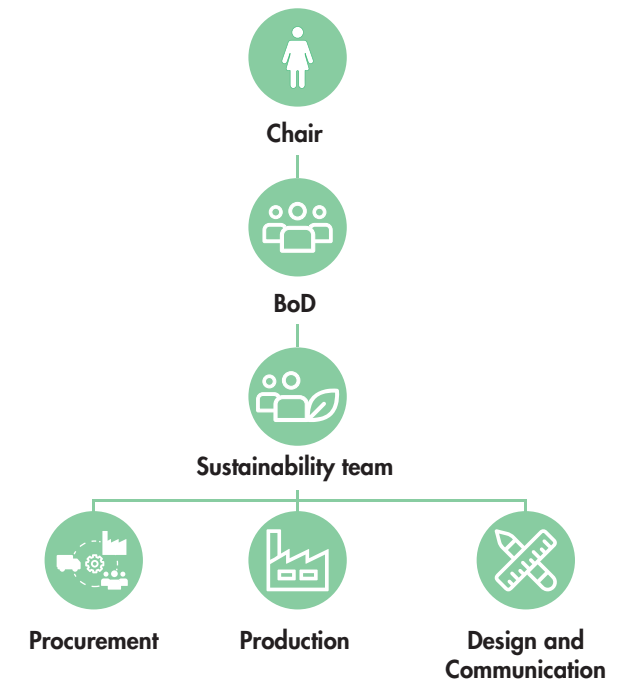 Chair
BoD
Sustainability team
Procurement
Production
Design and
Communication